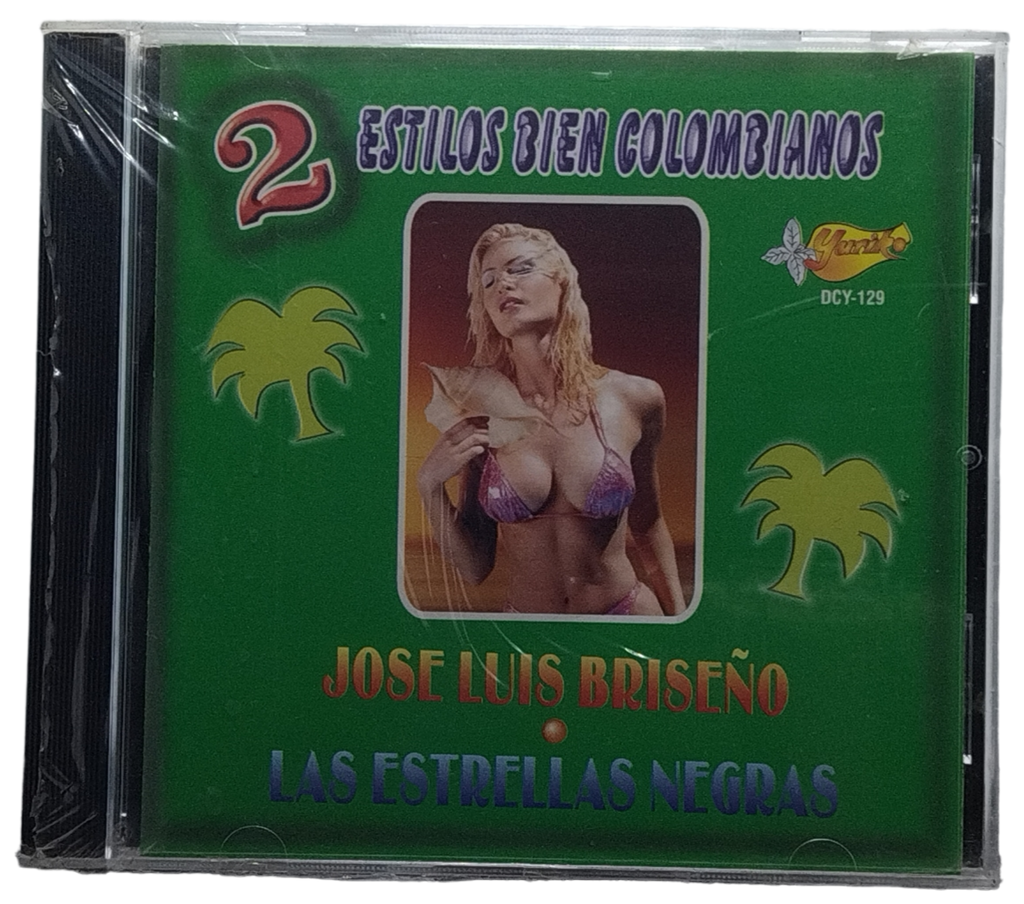 2 ESTILOS BIEN COLOMBIANOS
Yuriko
DCY-129
JOSE LUIS BRISEÑO
LAS ESTRELLAS NEGRAS